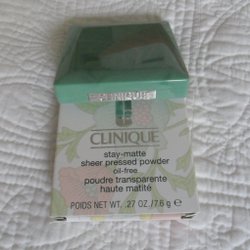 CLINIQUE
CLINIQUE
stay-matte
sheer pressed powder
oil-free
poudre transparente
haute matité
POIDS NET WT. .27 OZ./7.6 g